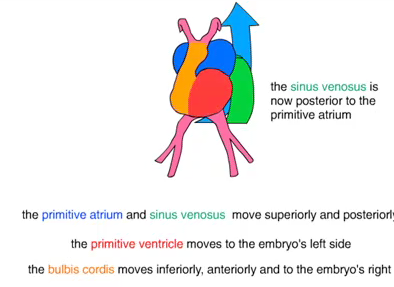 the sinus venosus is
now posterior to the
primitive atrium
the primitive atrium and sinus venosus move superiorly and posteriorly
the primitive ventricle moves to the embryo's left side
the bulbis cordis moves inferiorly, anteriorly and to the embryo's right